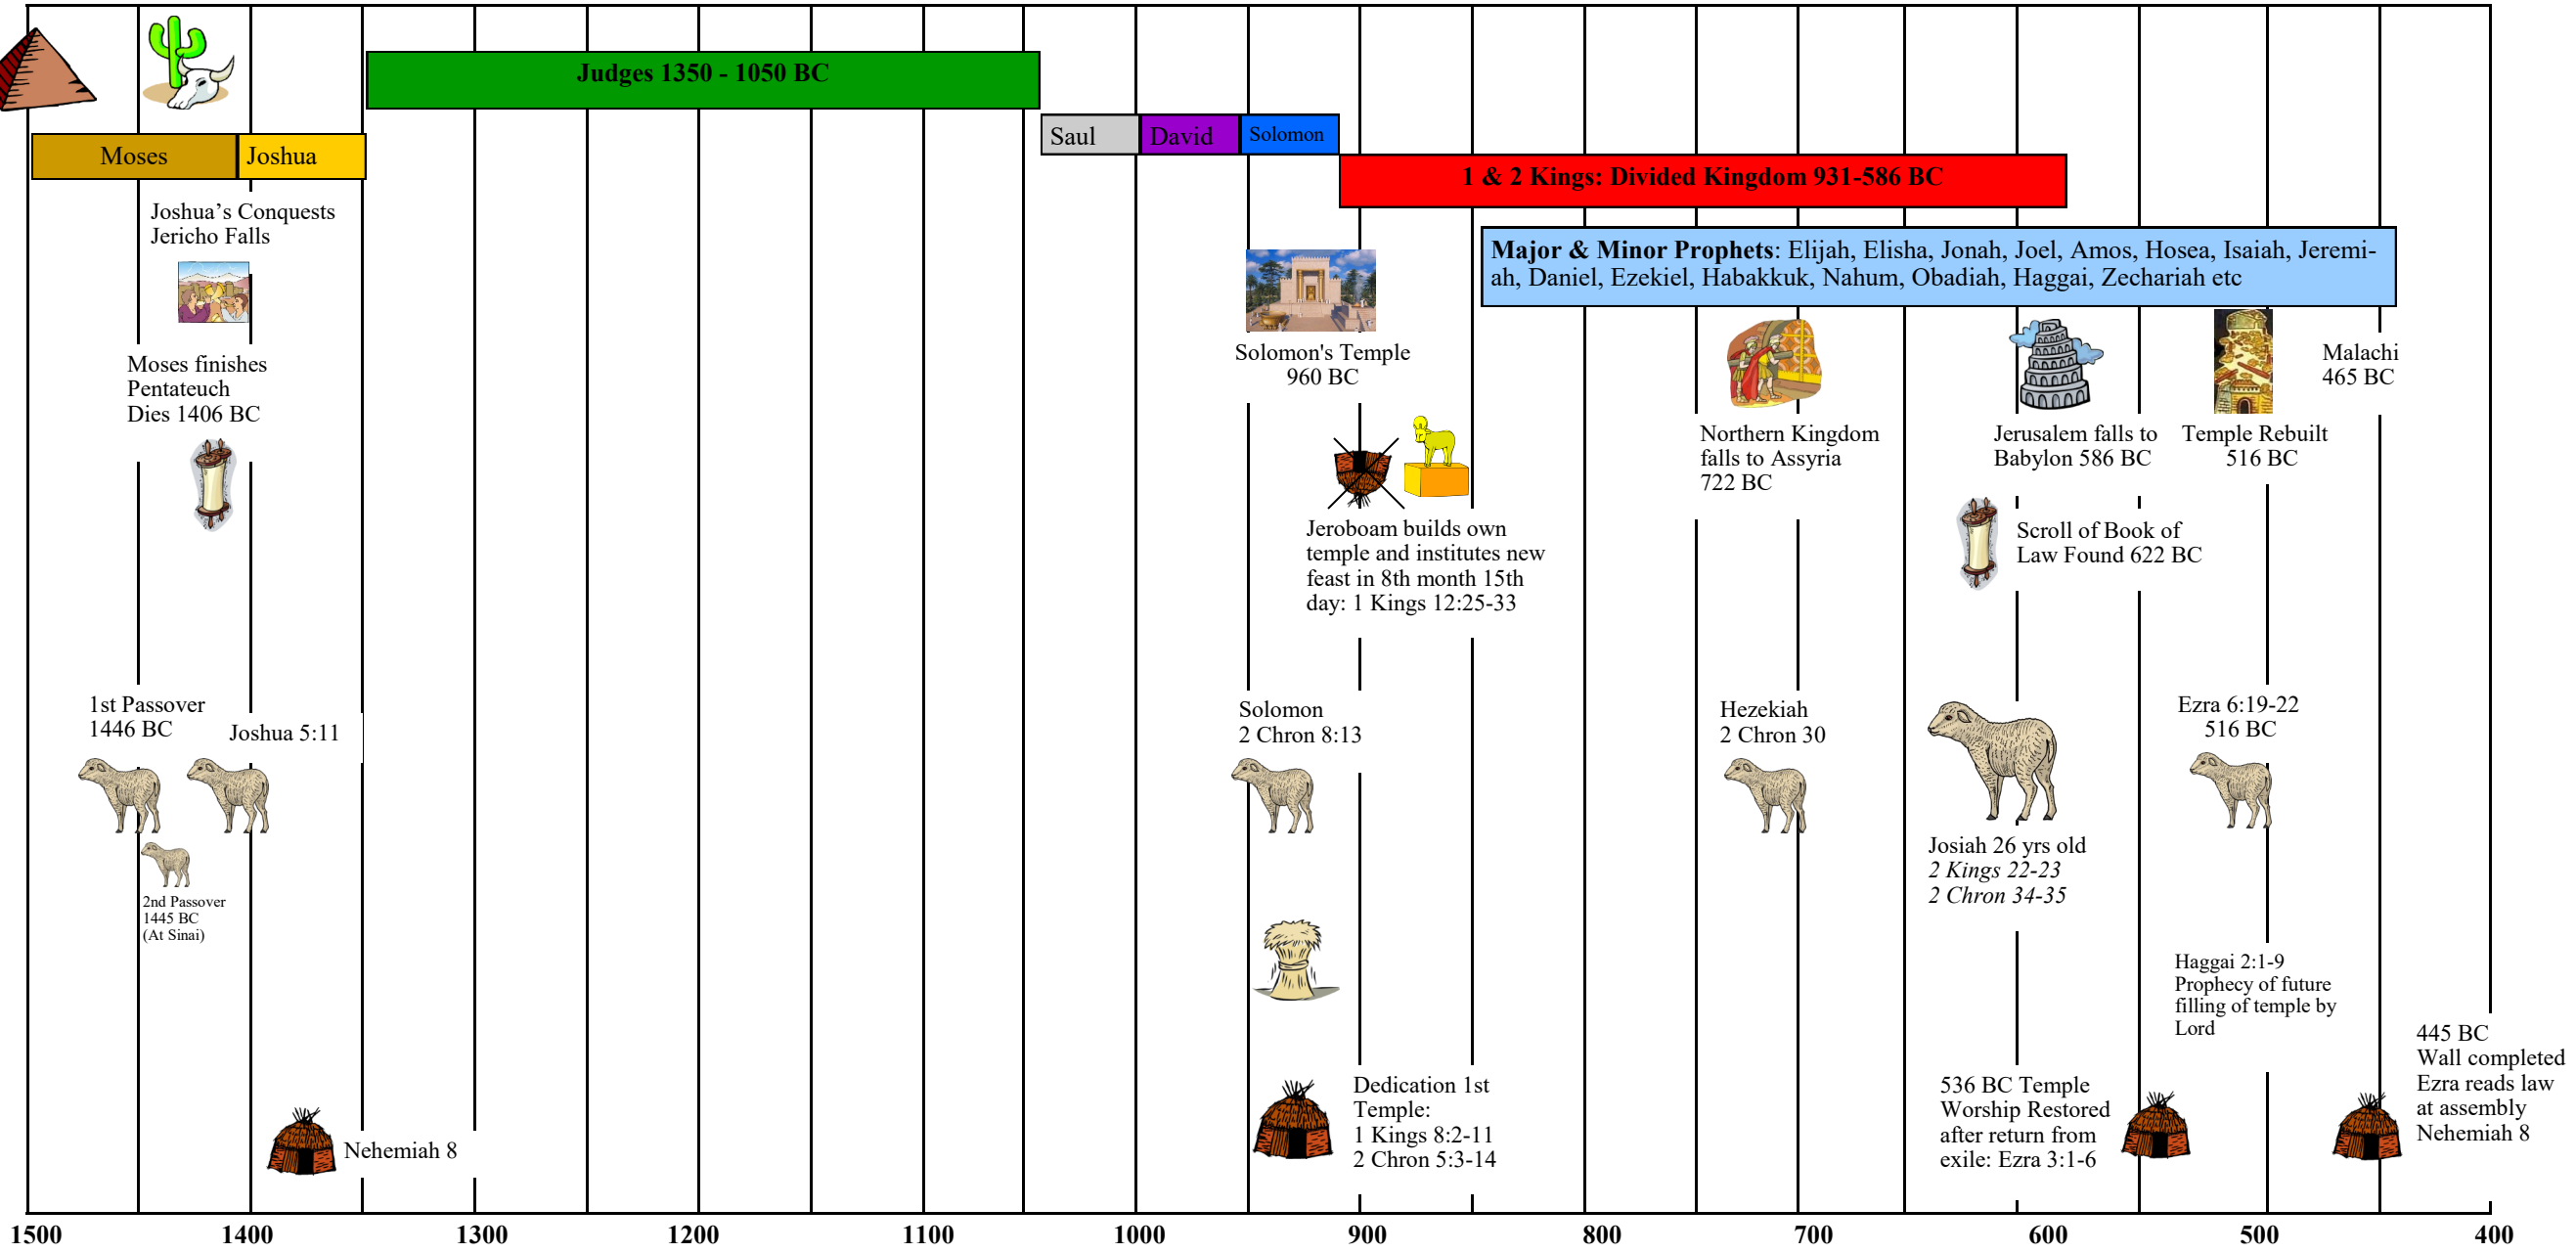 Judges 1350 - 1050 BC
Saul
David
Solomon
Moses
Joshua
1 & 2 Kings: Divided Kingdom 931-586 BC
Joshua’s Conquests
Jericho Falls
Major & Minor Prophets: Elijah, Elisha, Jonah, Joel, Amos, Hosea, Isaiah, Jeremi-
ah, Daniel, Ezekiel, Habakkuk, Nahum, Obadiah, Haggai, Zechariah etc
Moses finishes
Pentateuch
Dies 1406 BC
Solomon's Temple
960 BC
Malachi
465 BC
Northern Kingdom
falls to Assyria
722 BC
Jerusalem falls to
Babylon 586 BC
Temple Rebuilt
516 BC
Jeroboam builds own
temple and institutes new
feast in 8th month 15th
day: 1 Kings 12:25-33
Scroll of Book of
Law Found 622 BC
1st Passover
1446 BC
Joshua 5:11
Solomon
2 Chron 8:13
Hezekiah
2 Chron 30
Ezra 6:19-22
516 BC
Josiah 26 yrs old
2 Kings 22-23
2 Chron 34-35
2nd Passover
1445 BC
(At Sinai)
Haggai 2:1-9
Prophecy of future
filling of temple by
Lord
Nehemiah 8
Dedication 1st
Temple:
1 Kings 8:2-11
2 Chron 5:3-14
536 BC Temple
Worship Restored
after return from
exile: Ezra 3:1-6
445 BC
Wall completed
Ezra reads law
at assembly
Nehemiah 8
1500 1400 1300 1200 1100 1000 900 800 700 600 500 400